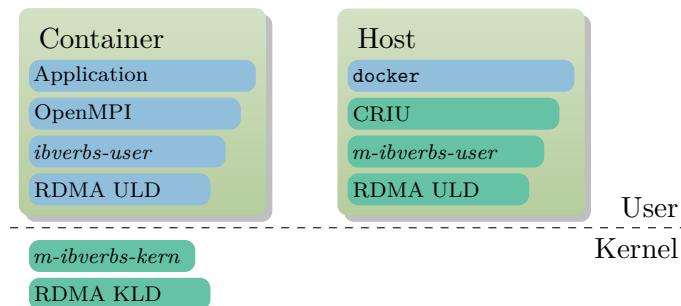 Container
Application
OpenMPI
ibverbs-user
RDMA ULD
Host
docker
CRIU
m-ibverbs-user
RDMA ULD
User
Kernel
m-ibverbs-kern
RDMA KLD